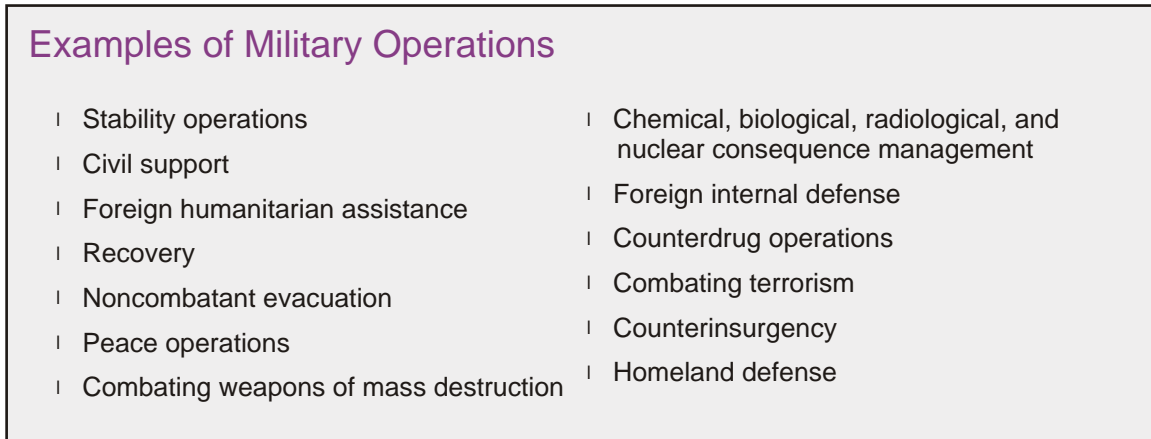 Examples of Military Operations
l Stability operations
l Civil support
l Foreign humanitarian assistance
l Recovery
l Noncombatant evacuation
l Peace operations
l Combating weapons of mass destruction
l Chemical, biological, radiological, and
nuclear consequence management
l Foreign internal defense
l Counterdrug operations
l Combating terrorism
l Counterinsurgency
l Homeland defense